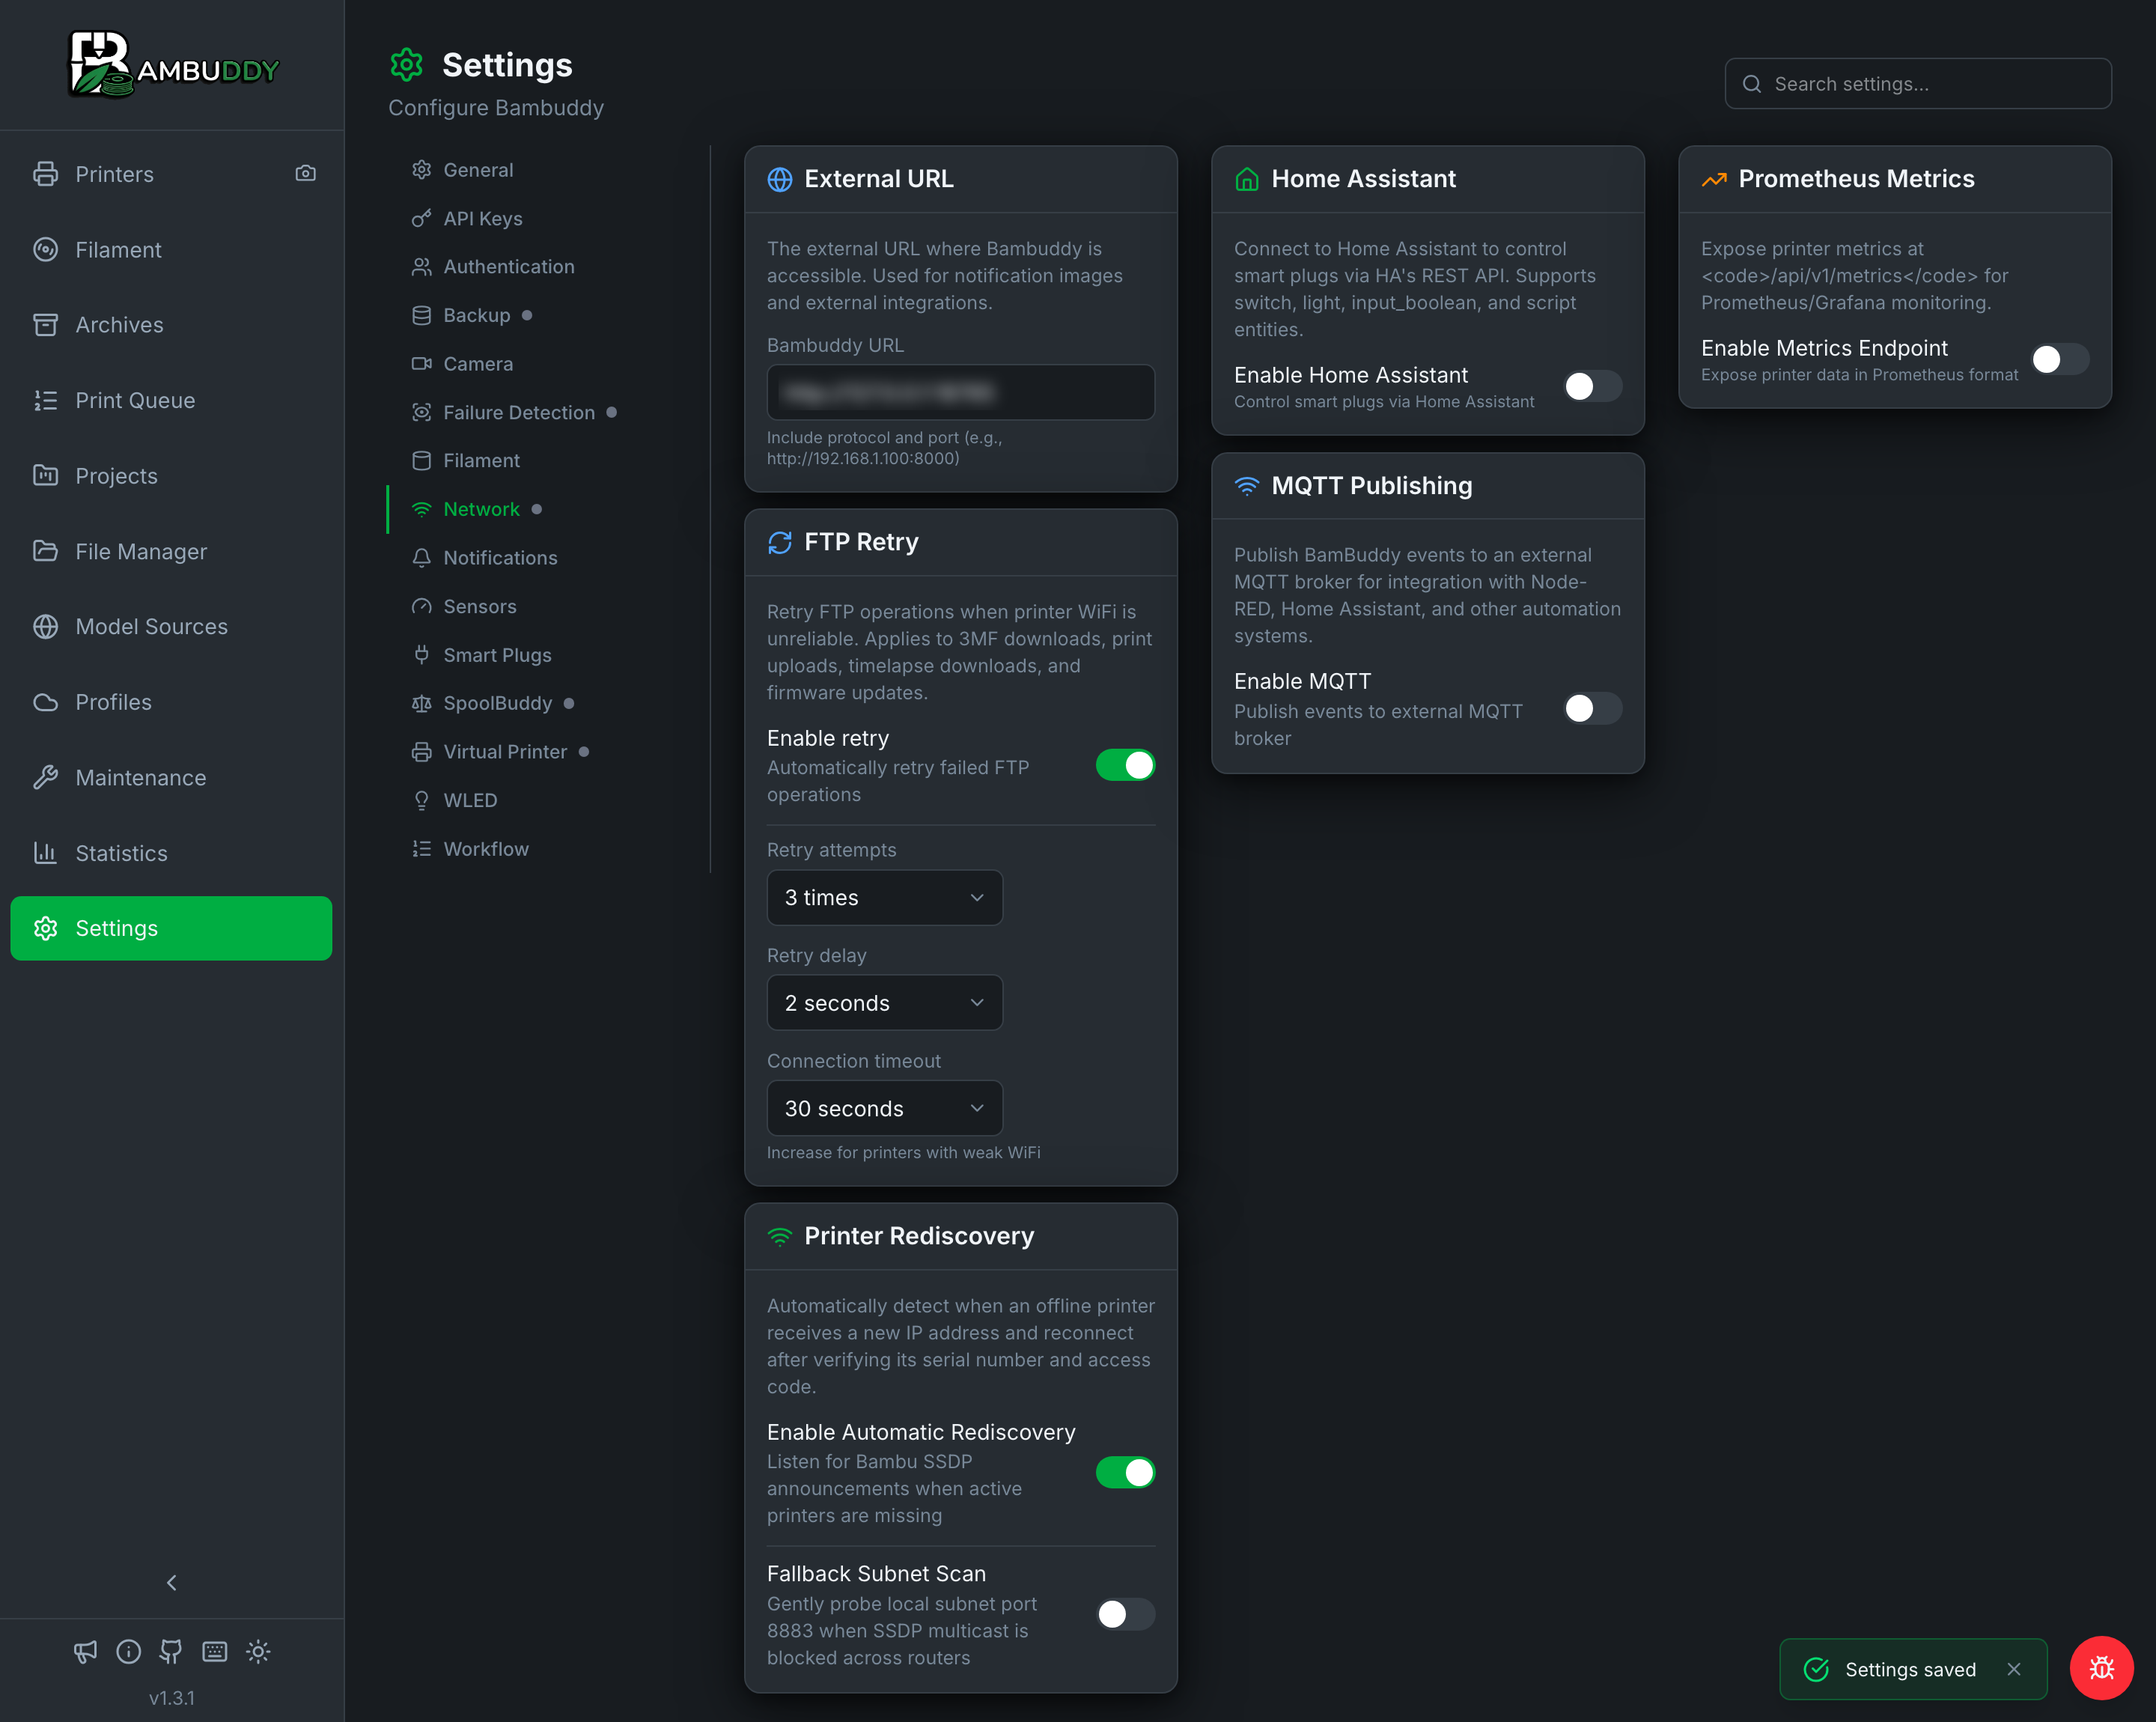 AMBUDDY
Printers
Filament
Archives
Print Queue
Projects
File Manager
Model Sources
Profiles
Maintenance
Statistics
Settings
v1.3.1
Settings
Configure Bambuddy
Search settings...
General
API Keys
Authentication
Backup
Camera
Failure Detection
Filament
Network
Notifications
Sensors
Smart Plugs
SpoolBuddy
Virtual Printer
WLED
Workflow
External URL
The external URL where Bambuddy is
accessible. Used for notification images
and external integrations.
Bambuddy URL
Include protocol and port (e.g.,
http://192.168.1.100:8000)
FTP Retry
Retry FTP operations when printer WiFi is
unreliable. Applies to 3MF downloads, print
uploads, timelapse downloads, and
firmware updates.
Enable retry
Automatically retry failed FTP
operations
Retry attempts
3 times
Retry delay
2 seconds
Connection timeout
30 seconds
Increase for printers with weak WiFi
Printer Rediscovery
Automatically detect when an offline printer
receives a new IP address and reconnect
after verifying its serial number and access
code.
Enable Automatic Rediscovery
Listen for Bambu SSDP
announcements when active
printers are missing
Fallback Subnet Scan
Gently probe local subnet port
8883 when SSDP multicast is
blocked across routers
Home Assistant
Connect to Home Assistant to control
smart plugs via HA's REST API. Supports
switch, light, input_boolean, and script
entities.
Enable Home Assistant
Control smart plugs via Home Assistant
MQTT Publishing
Publish BamBuddy events to an external
MQTT broker for integration with Node-
RED, Home Assistant, and other automation
systems.
Enable MQTT
Publish events to external MQTT
broker
Prometheus Metrics
Expose printer metrics at
<code>/api/v1/metrics</code> for
Prometheus/Grafana monitoring.
Enable Metrics Endpoint
Expose printer data in Prometheus format
Settings saved